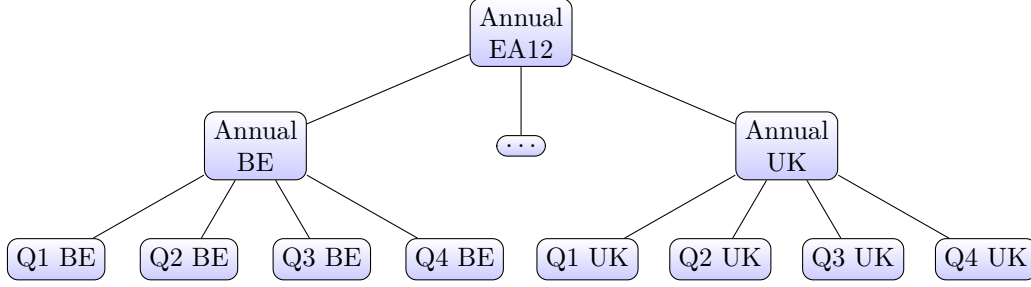 Annual
EA12
Annual
BE
· · ·
Annual
UK
Q1 BE
Q2 BE
Q3 BE
Q4 BE
Q1 UK
Q2 UK
Q3 UK
Q4 UK